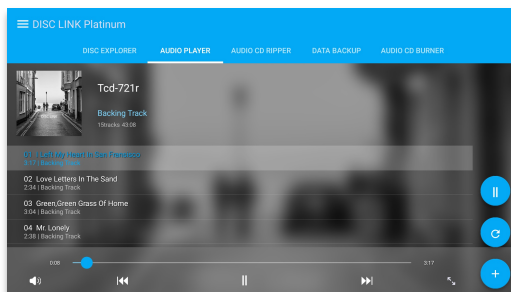 DISC LINK Platinum
DISC EXPLORER
AUDIO PLAYER
AUDIO CD RIPPER
DATA BACKUP
AUDIO CD BURNER
Tcd-721r
Backing Track
15tracks 43:08
01 I Left My Heart In San Francisco
3:17 | Backing Track
02 Love Letters In The Sand
2:34 | Backing Track
03 Green,Green Grass Of Home
3:04 | Backing Track
04 Mr. Lonely
2:38 | Backing Track
0:08
3:17